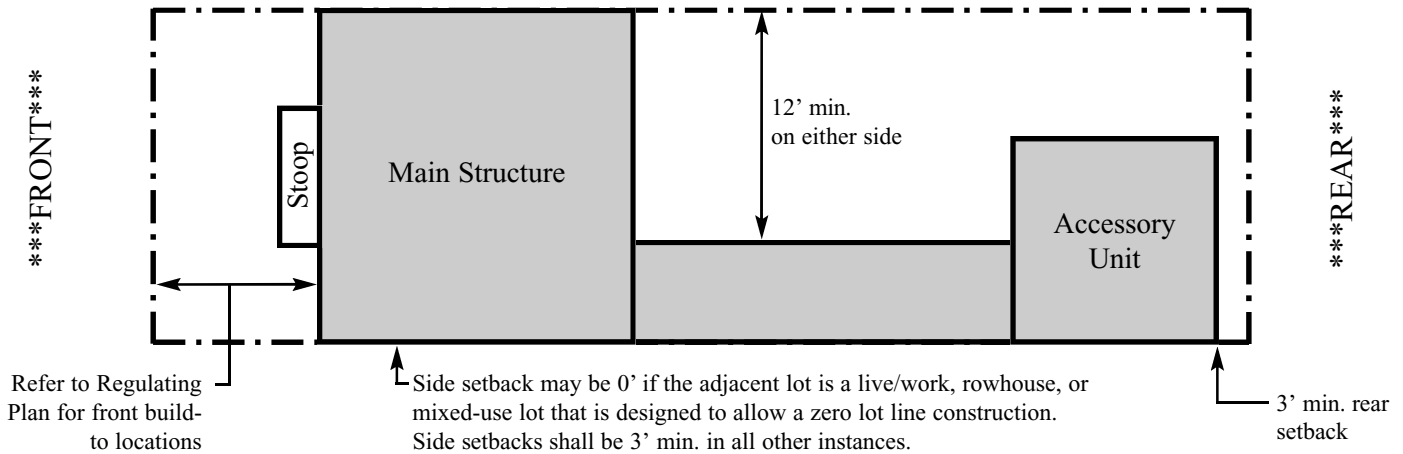 ***FRONT***
Stoop
Main Structure
12’ min.
on either side
Accessory
Unit
***REAR***
Refer to Regulating
Plan for front build-
to locations
Side setback may be 0’ if the adjacent lot is a live/work, rowhouse, or
mixed-use lot that is designed to allow a zero lot line construction.
Side setbacks shall be 3’ min. in all other instances.
3’ min. rear
setback